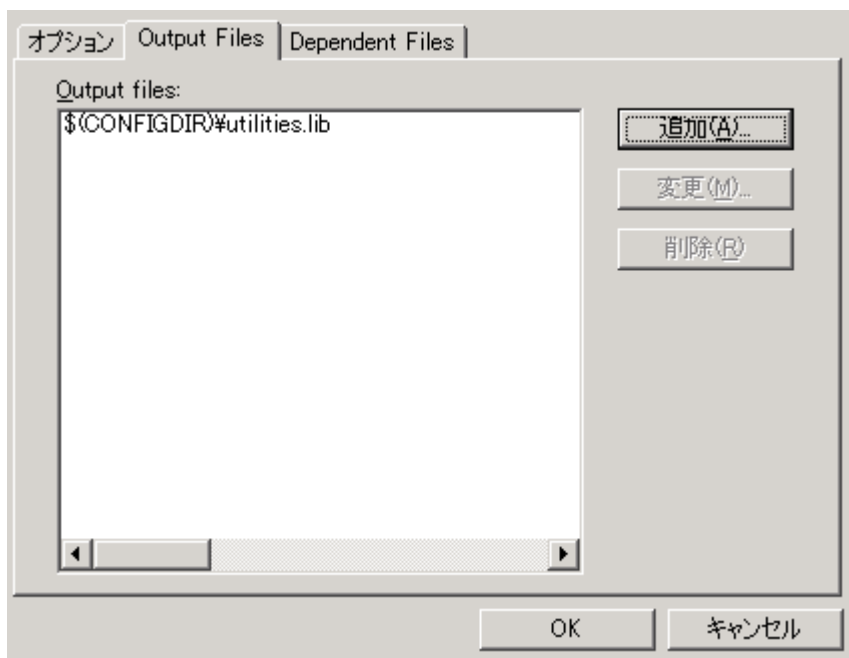 オプション Output Files Dependent Files
Output files:
$(CONFIGDIR)¥utilities.lib
追加(A)...
変更(M)...
削除(R)
OK キャンセル